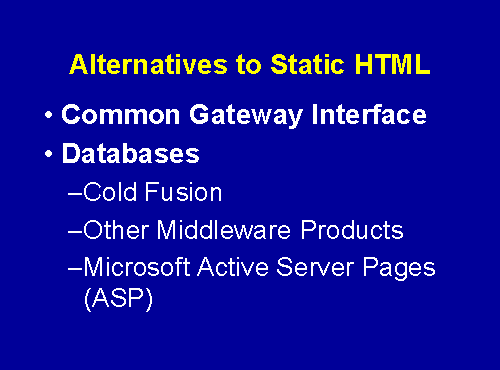 Alternatives to Static HTML
• Common Gateway Interface
• Databases
–Cold Fusion
–Other Middleware Products
–Microsoft Active Server Pages
(ASP)